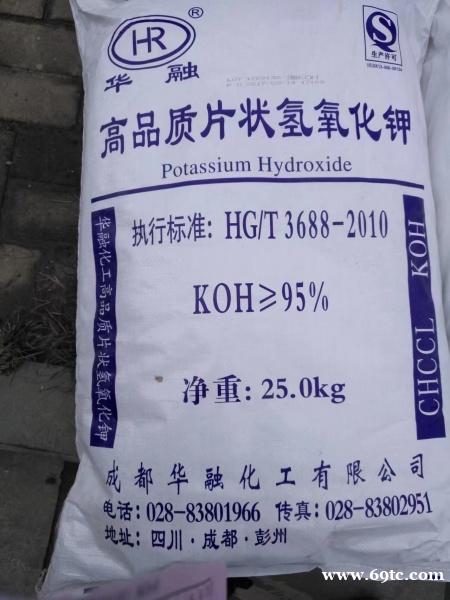 HR
华融
生产许可
高品质片状氢氧化钾
Potassium Hydroxide
执行标准: HG/T 3688-2010
KOH≥95%
净重: 25.0kg
华融化工高品质片状氢氧化钾
CHCCL KOH
成都华融化工有限公司
电话: 028-83801966 传真: 028-83802951
地址: 四川·成都·彭州
www.69tc.com